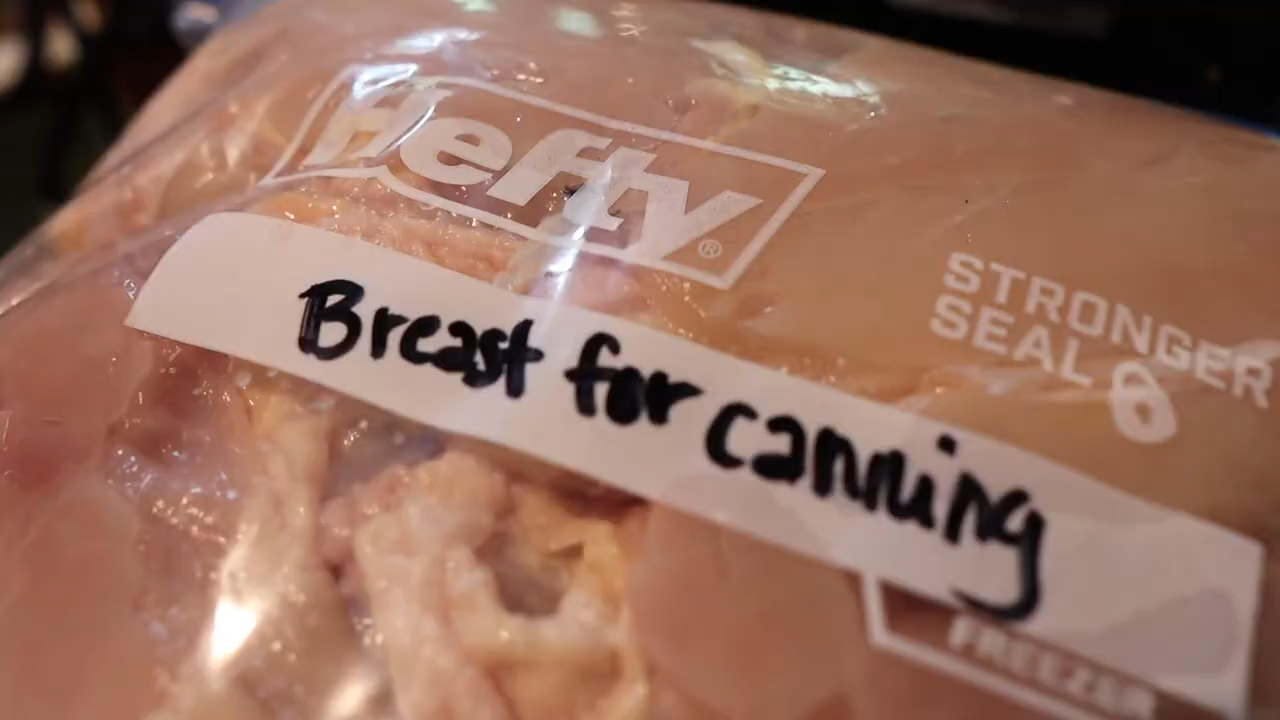 Hefty®
STRONGER
SEAL
Breast for canning
FREEZER